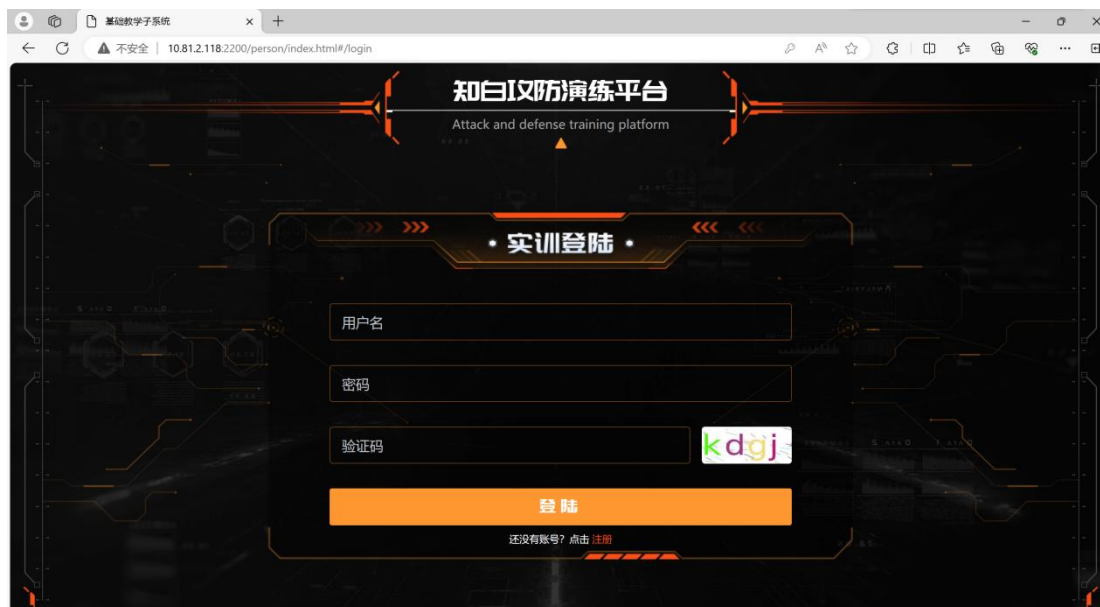 基础教学子系统
不安全 | 10.81.2.118:2200/person/index.html#/login
知白攻防演练平台
Attack and defense training platform
实训登陆
用户名
密码
验证码
kdgj
登陆
还没有账号？点击 注册